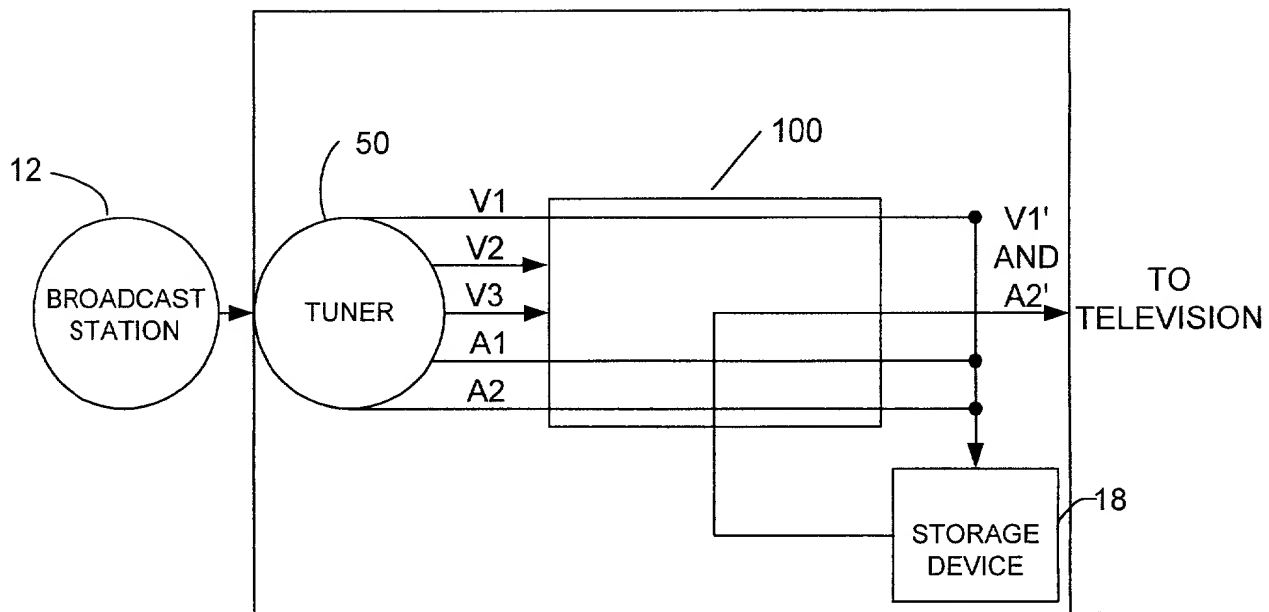 12
50
100
BROADCAST
STATION
TUNER
V1
V2
V3
A1
A2
V1'
AND
A2'
TO
TELEVISION
STORAGE
DEVICE
18